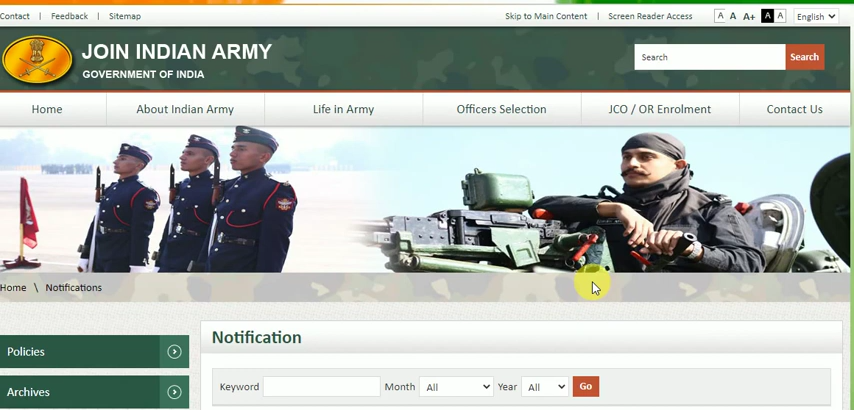 Contact | Feedback | Sitemap Skip to Main Content | Screen Reader Access A A A+ A A English
JOIN INDIAN ARMY
GOVERNMENT OF INDIA
Search Search
Home About Indian Army Life in Army Officers Selection JCO / OR Enrolment Contact Us
Home \ Notifications
Notification
Policies
Keyword Month All Year All Go
Archives